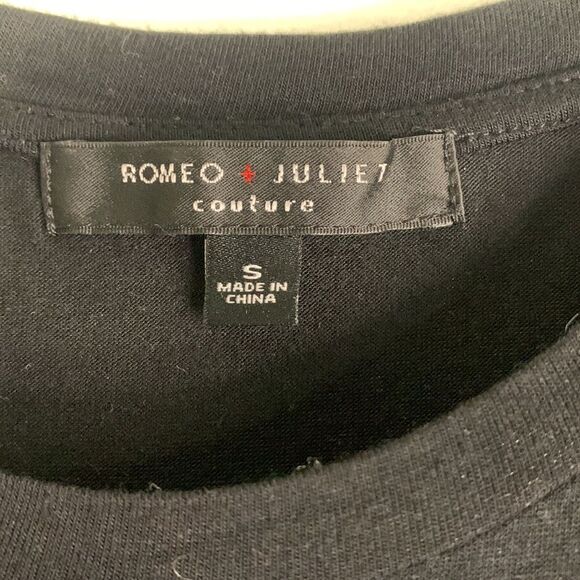 ROMEO + JULIET
couture
S
MADE IN
CHINA